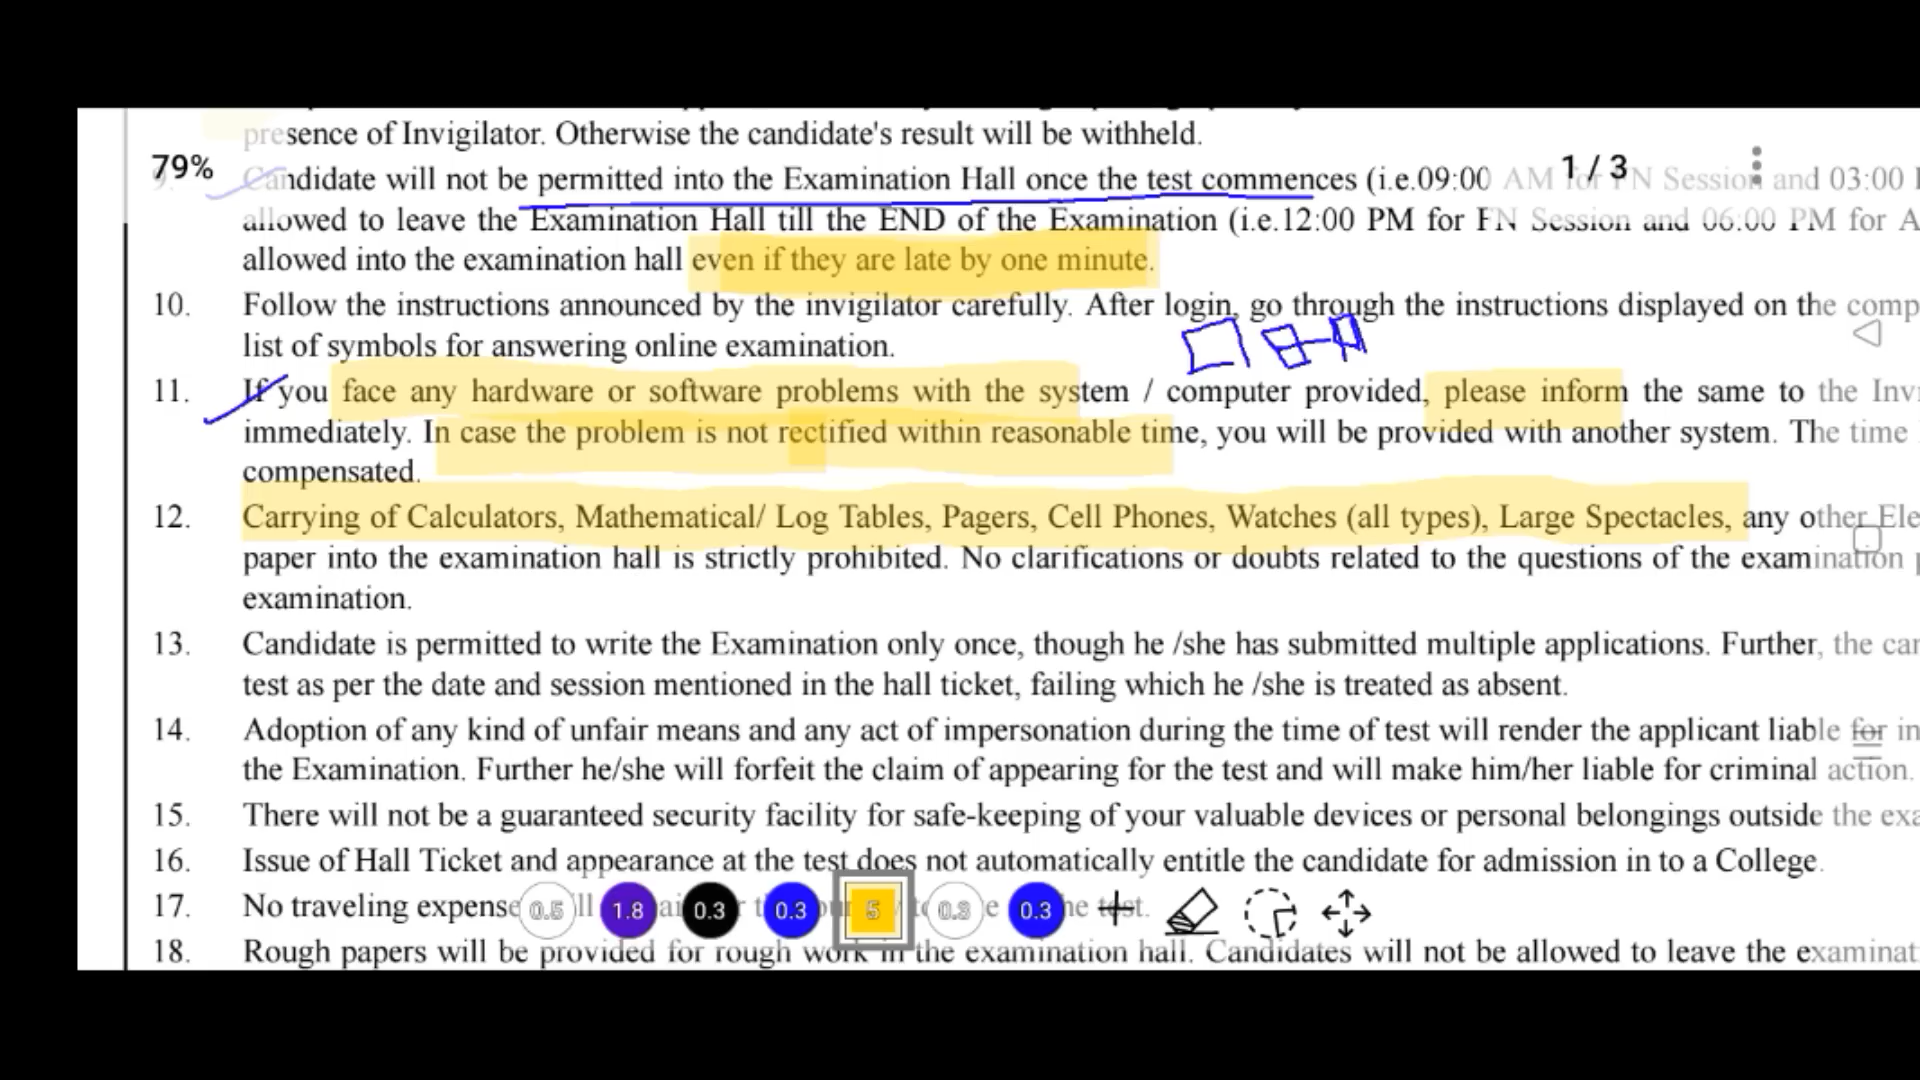 presence of Invigilator. Otherwise the candidate's result will be withheld.
79%
1 / 3
9. Candidate will not be permitted into the Examination Hall once the test commences (i.e.09:00 AM for FN Session and 03:00
allowed to leave the Examination Hall till the END of the Examination (i.e.12:00 PM for FN Session and 06:00 PM for A
allowed into the examination hall even if they are late by one minute.
10. Follow the instructions announced by the invigilator carefully. After login, go through the instructions displayed on the comp
list of symbols for answering online examination.
11. If you face any hardware or software problems with the system / computer provided, please inform the same to the Invi
immediately. In case the problem is not rectified within reasonable time, you will be provided with another system. The time
compensated.
12. Carrying of Calculators, Mathematical/ Log Tables, Pagers, Cell Phones, Watches (all types), Large Spectacles, any other Ele
paper into the examination hall is strictly prohibited. No clarifications or doubts related to the questions of the examination p
examination.
13. Candidate is permitted to write the Examination only once, though he /she has submitted multiple applications. Further, the can
test as per the date and session mentioned in the hall ticket, failing which he /she is treated as absent.
14. Adoption of any kind of unfair means and any act of impersonation during the time of test will render the applicant liable for in
the Examination. Further he/she will forfeit the claim of appearing for the test and will make him/her liable for criminal action.
15. There will not be a guaranteed security facility for safe-keeping of your valuable devices or personal belongings outside the exa
16. Issue of Hall Ticket and appearance at the test does not automatically entitle the candidate for admission in to a College.
17. No traveling expense test.
0.5 1.8 0.3 0.3 5 0.3 0.3
18. Rough papers will be provided for rough work in the examination hall. Candidates will not be allowed to leave the examinat